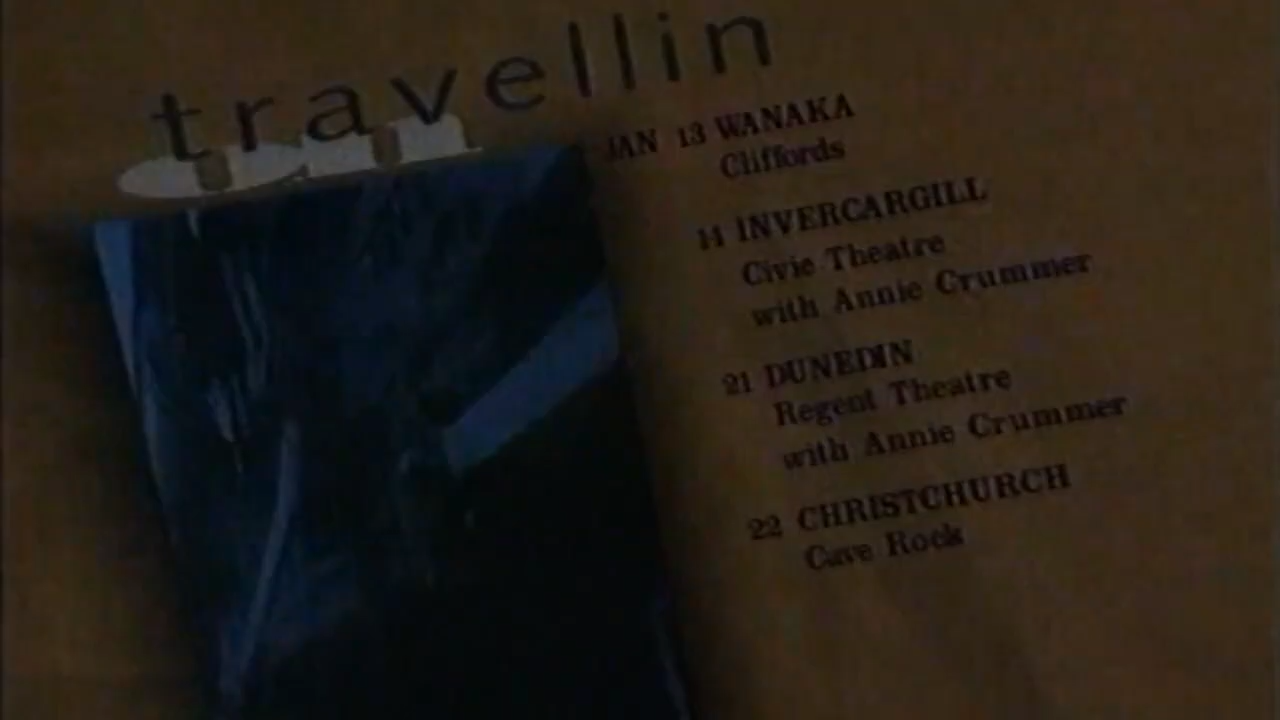 travellin
JAN 13 WANAKA
Cliffords
14 INVERCARGILL
Civic Theatre
with Annie Crummer
21 DUNEDIN
Regent Theatre
with Annie Crummer
22 CHRISTCHURCH
Cave Rock